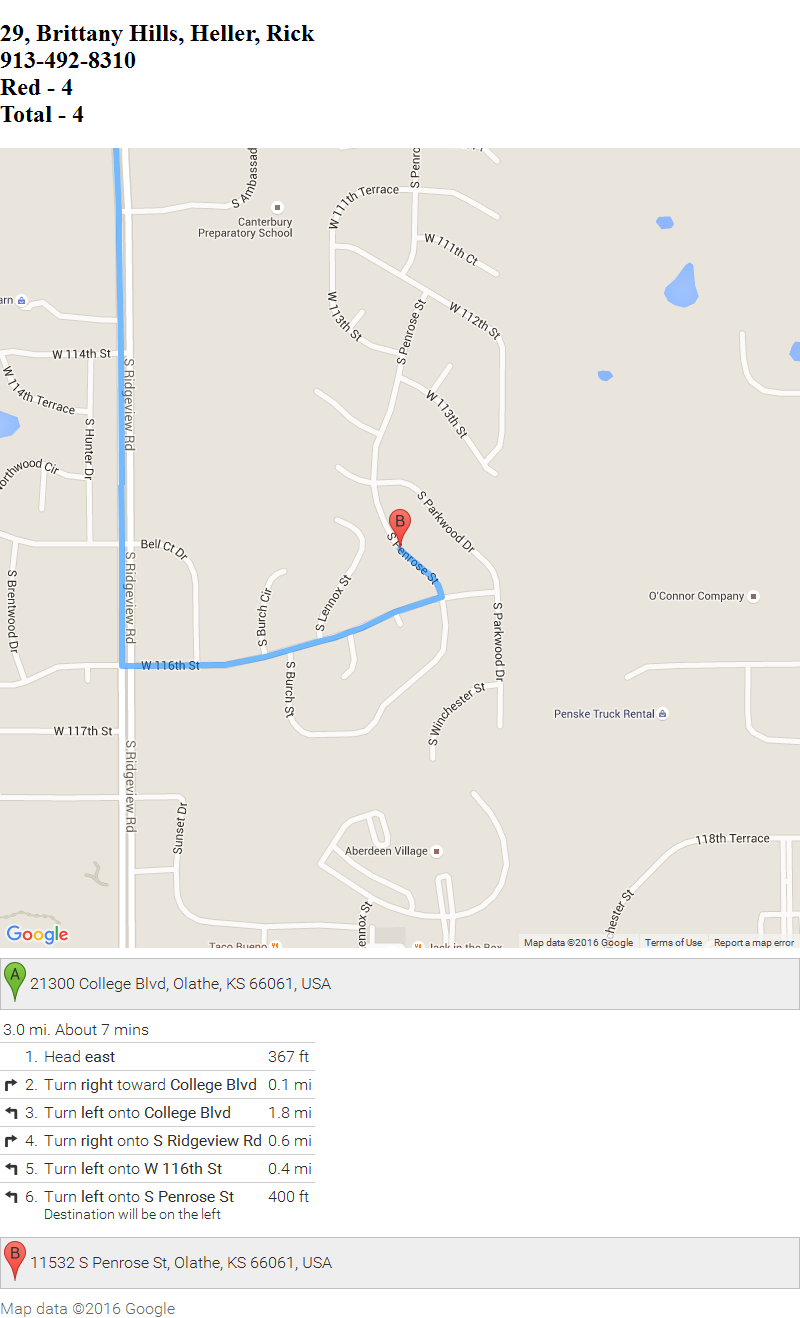 29, Brittany Hills, Heller, Rick
913-492-8310
Red - 4
Total - 4
S Ambassad
S Penro
W 111th Terrace
Canterbury
Preparatory School
W 111th Ct
arn
W 113th St
S Penrose St
W 112th St
W 114th St
S Ridgeview Rd
W 114th Terrace
S Hunter Dr
W 113th St
orthwood Cir
S Parkwood Dr
B
S Penrose St
Bell Ct Dr
S Ridgeview Rd
S Brentwood Dr
S Burch Cir
S Lennox St
O'Connor Company
S Parkwood Dr
W 116th St
S Burch St
S Winchester St
Penske Truck Rental
W 117th St
S Ridgeview Rd
Sunset Dr
118th Terrace
Aberdeen Village
chester St
ennox St
Google
Taco Bueno
Jack in the Box
Map data ©2016 Google
Terms of Use
Report a map error
A
21300 College Blvd, Olathe, KS 66061, USA
3.0 mi. About 7 mins
1. Head east 367 ft
2. Turn right toward College Blvd 0.1 mi
3. Turn left onto College Blvd 1.8 mi
4. Turn right onto S Ridgeview Rd 0.6 mi
5. Turn left onto W 116th St 0.4 mi
6. Turn left onto S Penrose St 400 ft
Destination will be on the left
B
11532 S Penrose St, Olathe, KS 66061, USA
Map data ©2016 Google